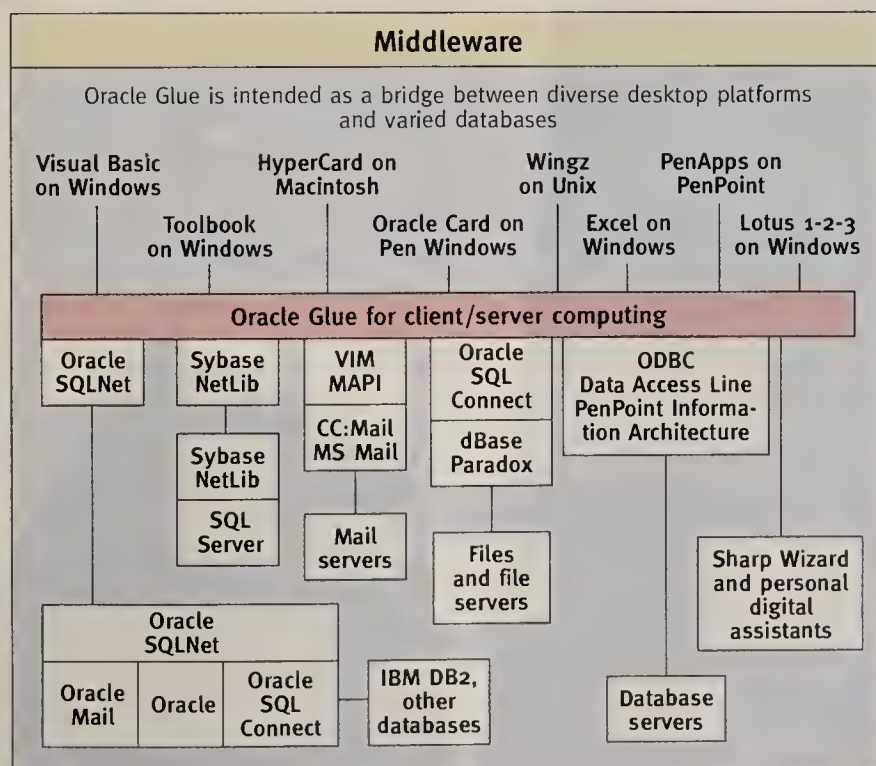 Middleware
Oracle Glue is intended as a bridge between diverse desktop platforms
and varied databases
Visual Basic
on Windows
HyperCard on
Macintosh
Wingz
on Unix
PenApps on
PenPoint
Toolbook
on Windows
Oracle Card on
Pen Windows
Excel on
Windows
Lotus 1-2-3
on Windows
Oracle Glue for client/server computing
Oracle
SQLNet
Sybase
NetLib
VIM
MAPI
Oracle
SQL
Connect
ODBC
Data Access Line
PenPoint Informa-
tion Architecture
Sybase
NetLib
CC:Mail
MS Mail
dBase
Paradox
SQL
Server
Mail
servers
Files
and file
servers
Sharp Wizard
and personal
digital
assistants
Oracle
SQLNet
Oracle
Mail
Oracle
Oracle
SQL
Connect
IBM DB2,
other
databases
Database
servers